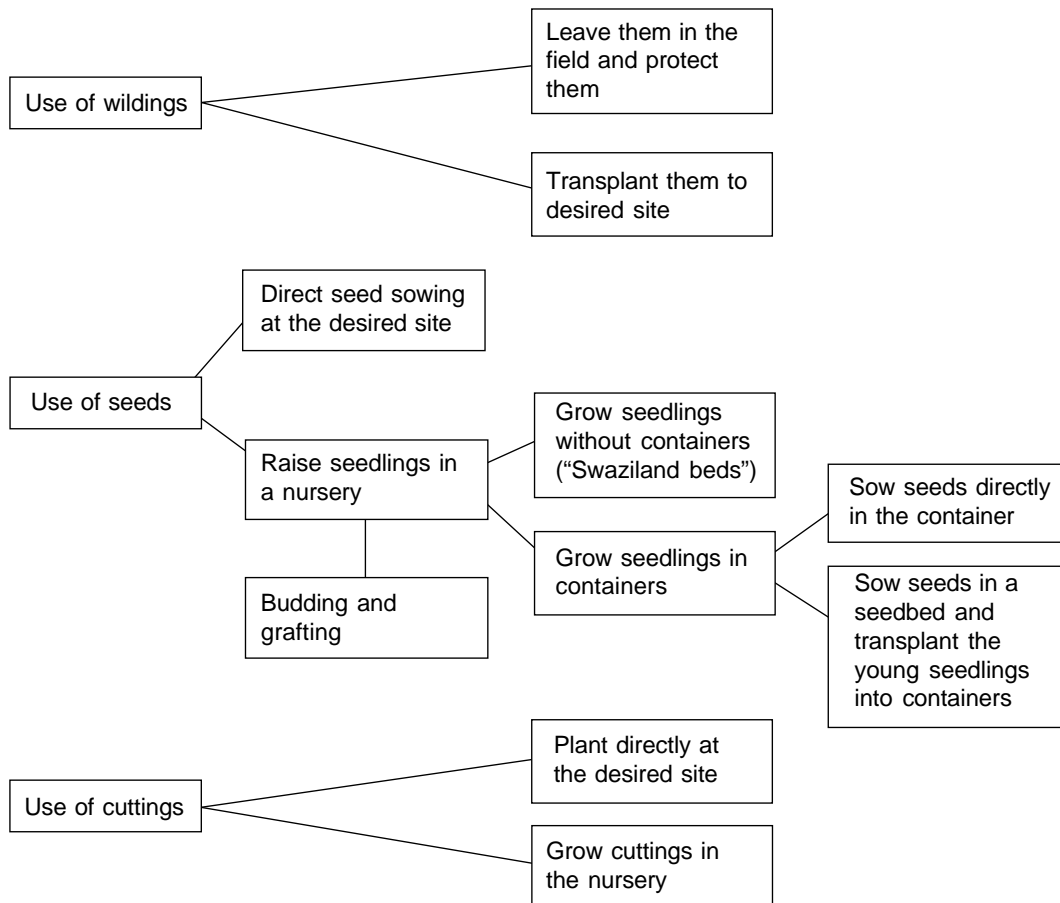 Leave them in the
field and protect
them
Use of wildings
Transplant them to
desired site
Direct seed sowing
at the desired site
Use of seeds
Grow seedlings
without containers
(“Swaziland beds”)
Raise seedlings in
a nursery
Sow seeds directly
in the container
Grow seedlings in
containers
Budding and
grafting
Sow seeds in a
seedbed and
transplant the
young seedlings
into containers
Plant directly at
the desired site
Use of cuttings
Grow cuttings in
the nursery